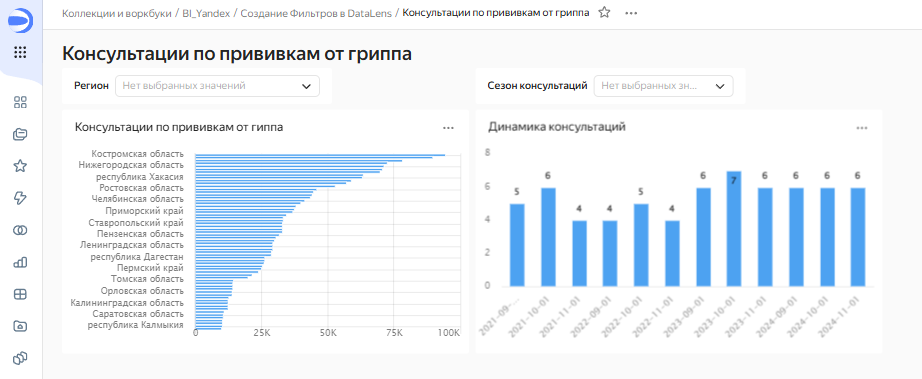 Коллекции и воркбуки / BI_Yandex / Создание Фильтров в DataLens / Консультации по прививкам от гриппа
Консультации по прививкам от гриппа
Регион Нет выбранных значений
Сезон консультаций Нет выбранных зн...
Консультации по прививкам от гиппа
Костромская область
Нижегородская область
республика Хакасия
Ростовская область
Челябинская область
Приморский край
Ставропольский край
Пензенская область
Ленинградская область
республика Дагестан
Пермский край
Томская область
Орловская область
Калининградская область
Саратовская область
республика Калмыкия
0 25K 50K 75K 100K
Динамика консультаций
8
6
4
2
0
5 6 4 4 5 4 6 7 6 6 6 6
2021-09-...
2021-10-01
2021-11-01
2022-09-01
2022-10-01
2022-11-01
2023-09-01
2023-10-01
2023-11-01
2024-09-01
2024-10-01
2024-11-01